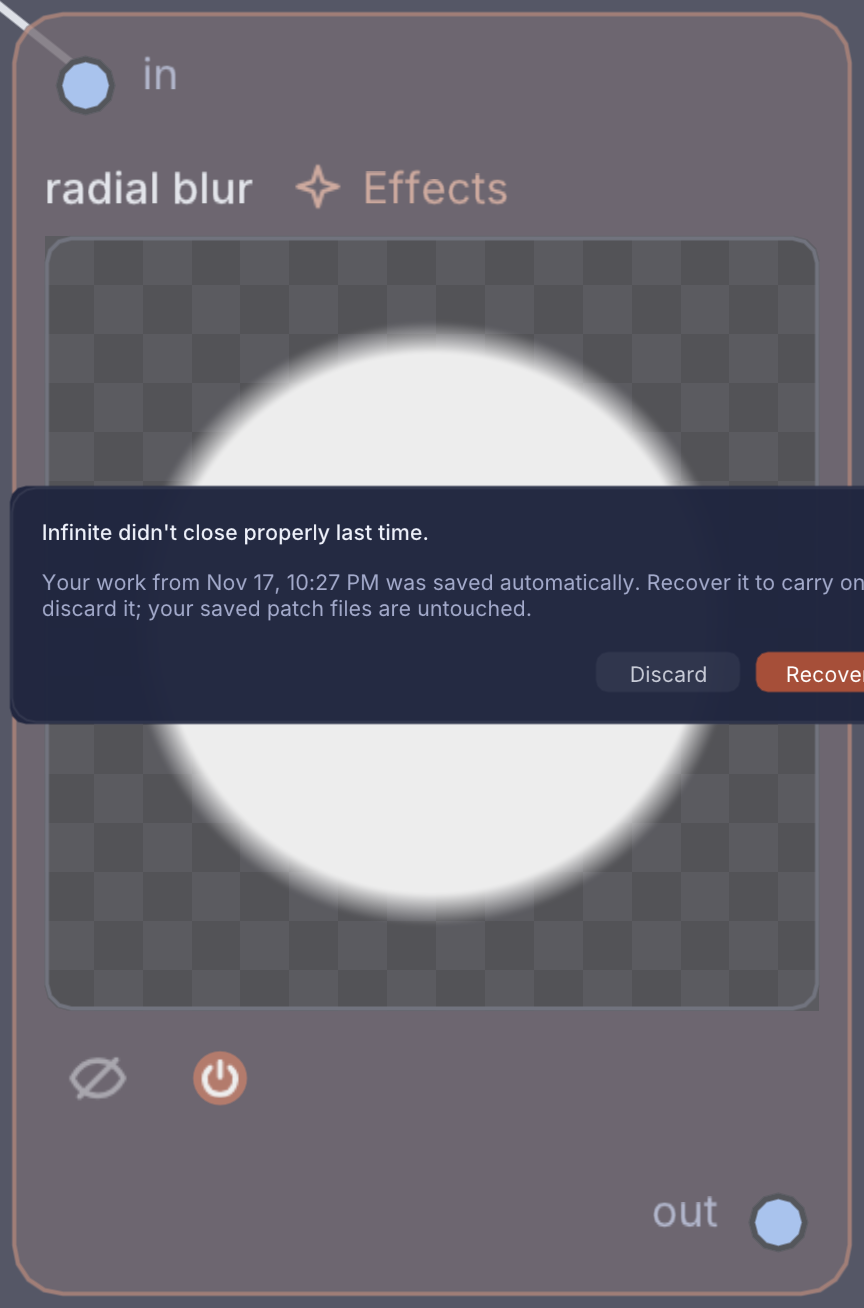 in
radial blur
Effects
Infinite didn't close properly last time.
Your work from Nov 17, 10:27 PM was saved automatically. Recover it to carry on
discard it; your saved patch files are untouched.
Discard
Recover
out